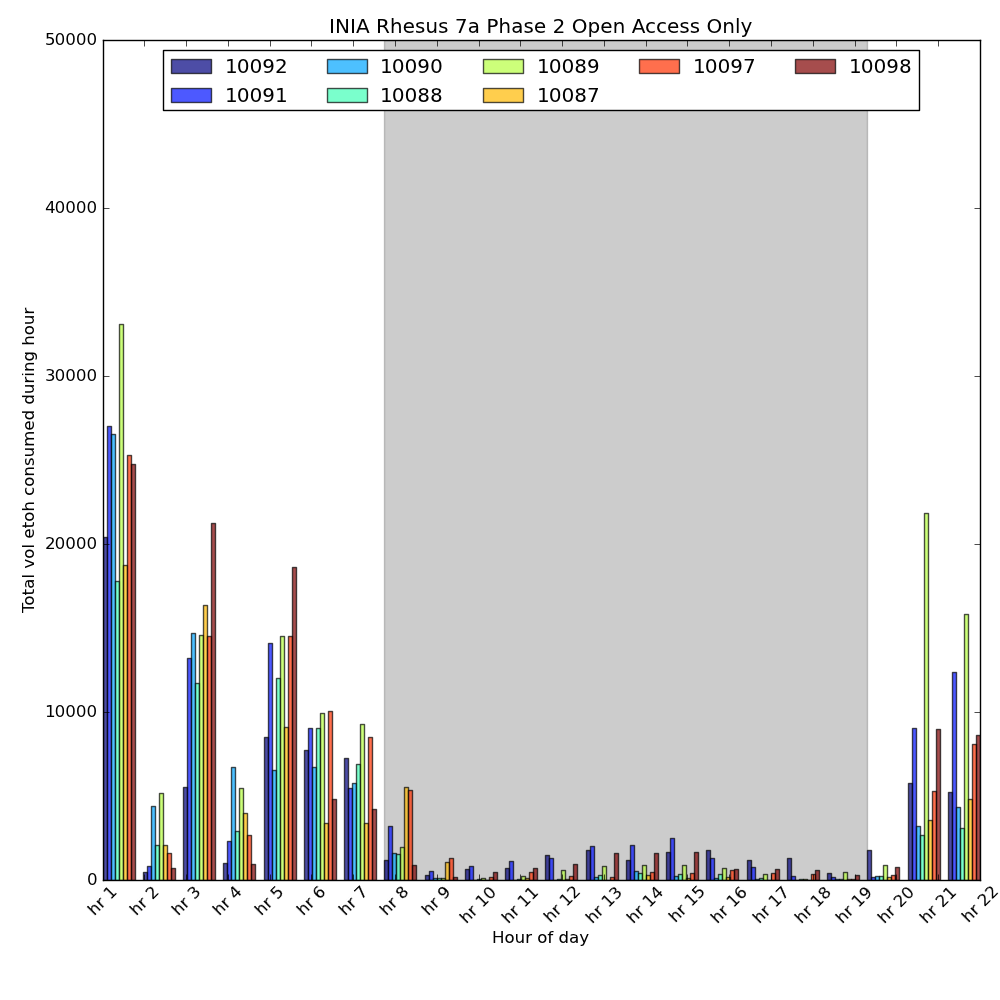 INIA Rhesus 7a Phase 2 Open Access Only
50000
10092 10090 10089 10097 10098
10091 10088 10087
40000
30000
20000
10000
0
Total vol etoh consumed during hour
hr 1 hr 2 hr 3 hr 4 hr 5 hr 6 hr 7 hr 8 hr 9 hr 10 hr 11 hr 12 hr 13 hr 14 hr 15 hr 16 hr 17 hr 18 hr 19 hr 20 hr 21 hr 22
Hour of day